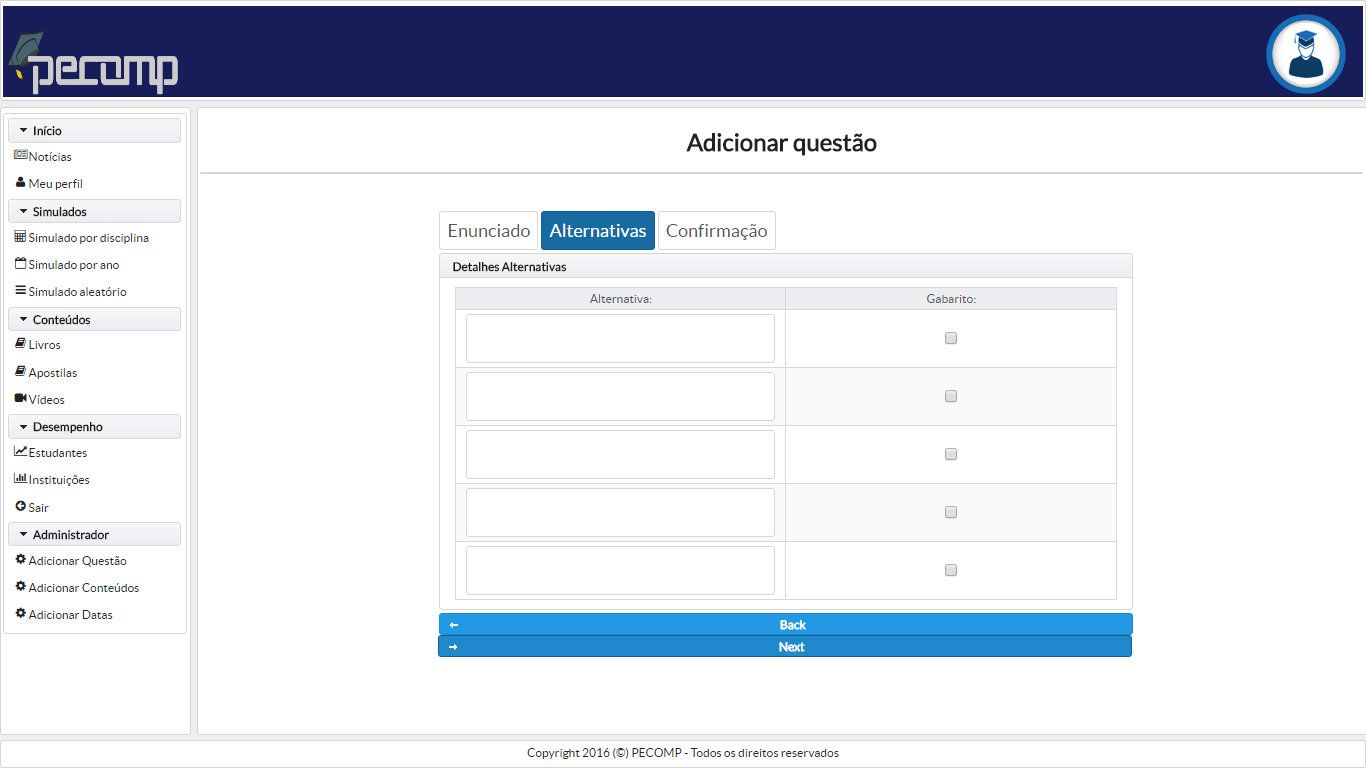 pecomp
Início
Notícias
Meu perfil
Simulados
Simulado por disciplina
Simulado por ano
Simulado aleatório
Conteúdos
Livros
Apostilas
Vídeos
Desempenho
Estudantes
Instituições
Sair
Administrador
Adicionar Questão
Adicionar Conteúdos
Adicionar Datas
Adicionar questão
Enunciado Alternativas Confirmação
Detalhes Alternativas
Alternativa: Gabarito:
Back
Next
Copyright 2016 (©) PECOMP - Todos os direitos reservados